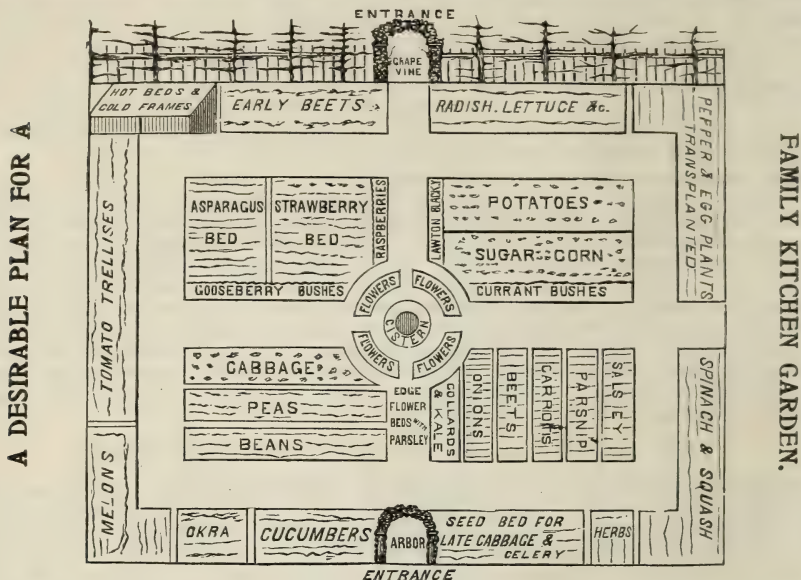 A DESIRABLE PLAN FOR A
FAMILY KITCHEN GARDEN.
ENTRANCE
GRAPE
VINE
HOT BEDS &
COLD FRAMES
EARLY BEETS
RADISH. LETTUCE &c.
PEPPER & EGG PLANTS
TRANSPLANTED
TOMATO TRELLISES
ASPARAGUS
BED
STRAWBERRY
BED
RASPBERRIES
LAWTON BLACKY
POTATOES
SUGAR CORN
GOOSEBERRY BUSHES
CURRANT BUSHES
FLOWERS
FLOWERS
CISTERN
FLOWERS
FLOWERS
CABBAGE
PEAS
BEANS
EDGE
FLOWER
BEDS WITH
PARSLEY
COLLARDS
& KALE
ONIONS
BEETS
CARROTS
PARSNIP
SALSIFY
SPINACH & SQUASH
MELONS
OKRA
CUCUMBERS
ARBOR
SEED BED FOR
LATE CABBAGE &
CELERY
HERBS
ENTRANCE